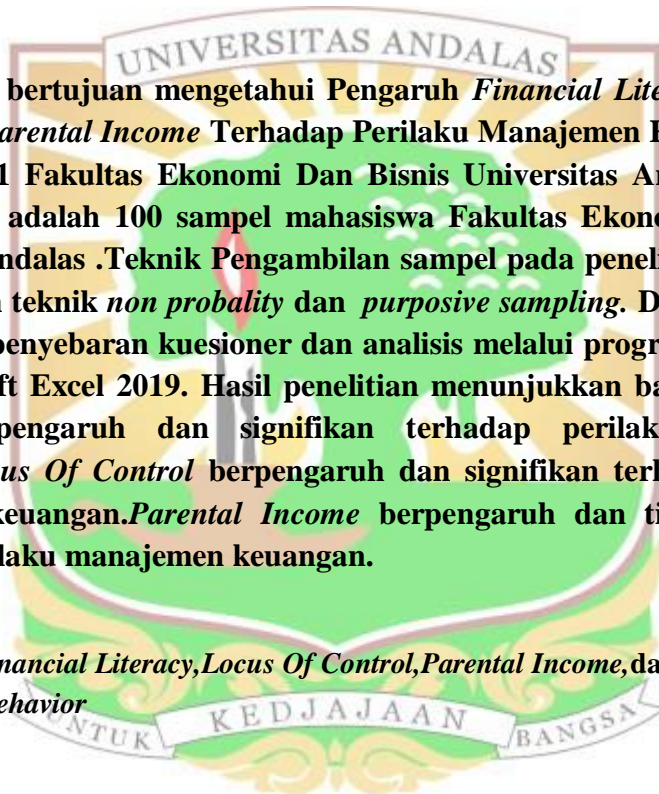 UNIVERSITAS ANDALAS
bertujuan mengetahui Pengaruh Financial Lite
arental Income Terhadap Perilaku Manajemen
1 Fakultas Ekonomi Dan Bisnis Universitas An
adalah 100 sampel mahasiswa Fakultas Ekono
ndalas .Teknik Pengambilan sampel pada peneli
teknik non probality dan purposive sampling. D
penyebaran kuesioner dan analisis melalui progr
ft Excel 2019. Hasil penelitian menunjukkan ba
pengaruh dan signifikan terhadap perilak
us Of Control berpengaruh dan signifikan ter
keuangan.Parental Income berpengaruh dan ti
laku manajemen keuangan.
nancial Literacy,Locus Of Control,Parental Income,da
ehavior
UNTUK KEDJAJAAN BANGSA